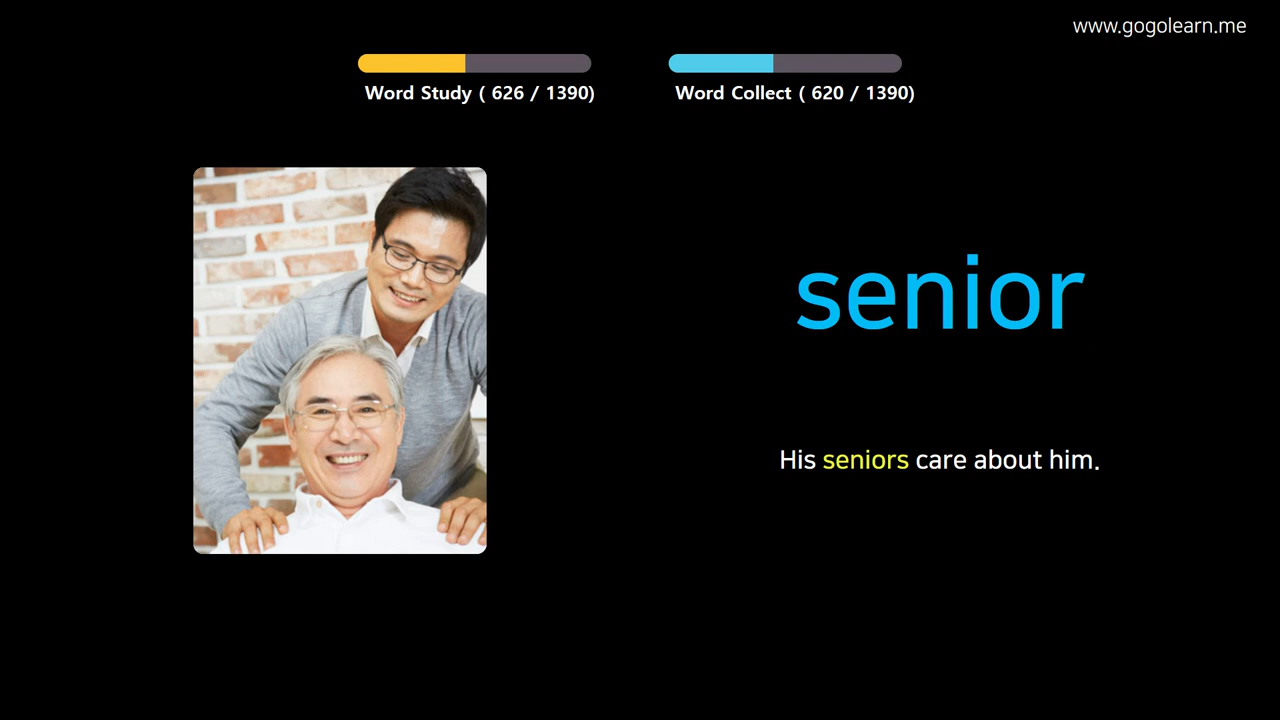 www.gogolearn.me
Word Study ( 626 / 1390)
Word Collect ( 620 / 1390)
senior
His seniors care about him.